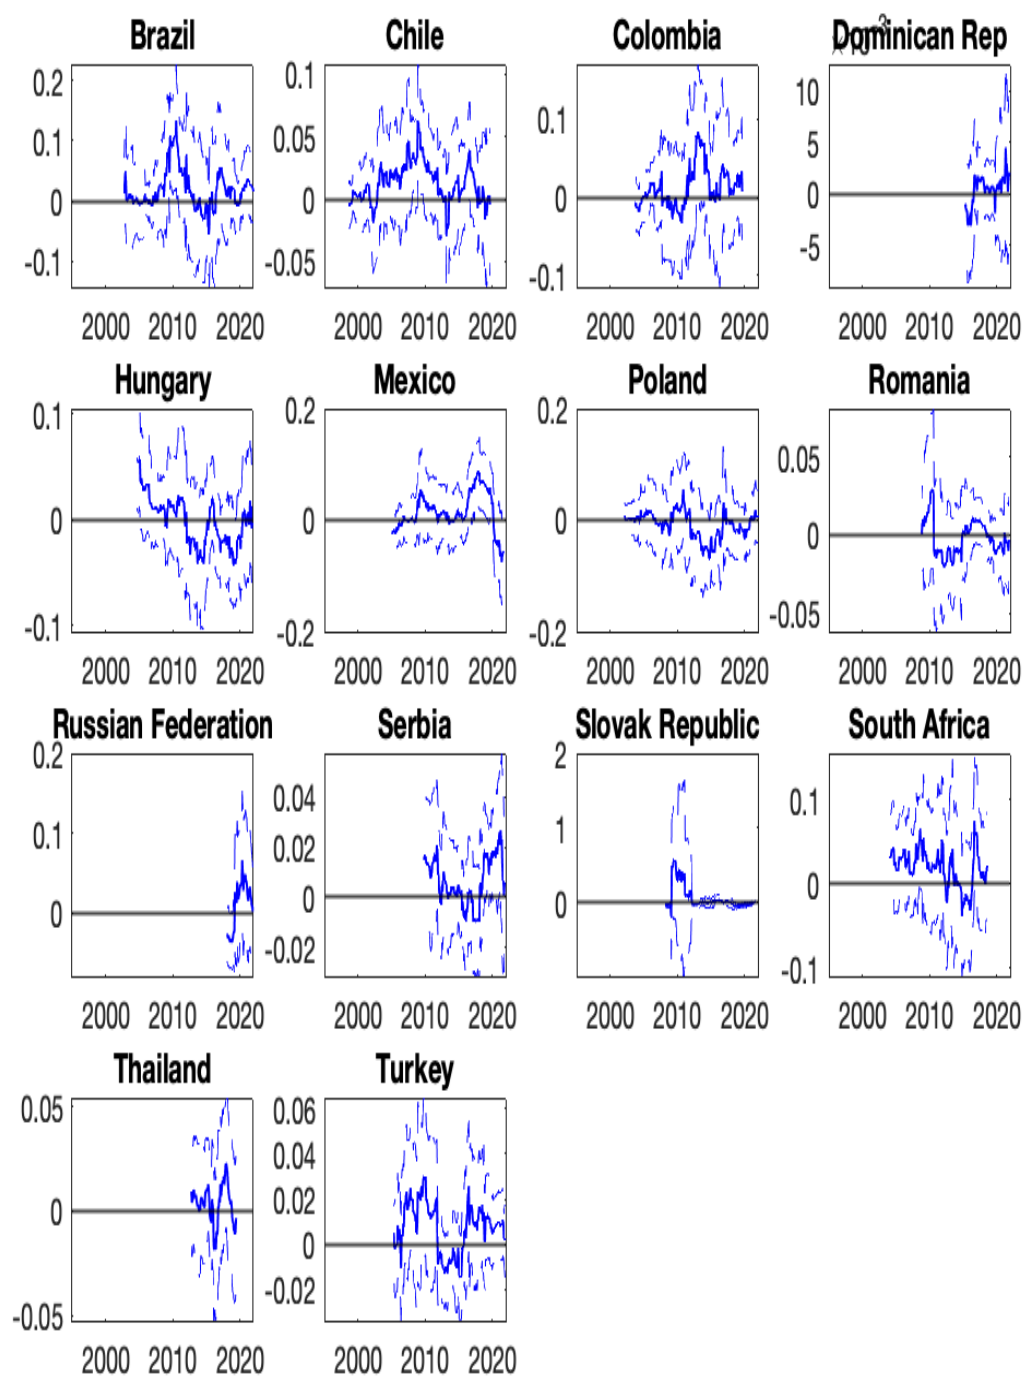 Brazil Chile Colombia Dominican Rep
0.2 0.1 0 -0.1
0.1 0.05 0 -0.05
0.1 0 -0.1
10 5 0 -5
2000 2010 2020 2000 2010 2020 2000 2010 2020 2000 2010 2020
Hungary Mexico Poland Romania
0.1 0 -0.1
0.2 0 -0.2
0.2 0 -0.2
0.05 0 -0.05
2000 2010 2020 2000 2010 2020 2000 2010 2020 2000 2010 2020
Russian Federation Serbia Slovak Republic South Africa
0.2 0.1 0
0.04 0.02 0 -0.02
2 1 0
0.1 0 -0.1
2000 2010 2020 2000 2010 2020 2000 2010 2020 2000 2010 2020
Thailand Turkey
0.05 0 -0.05
0.06 0.04 0.02 0 -0.02
2000 2010 2020 2000 2010 2020